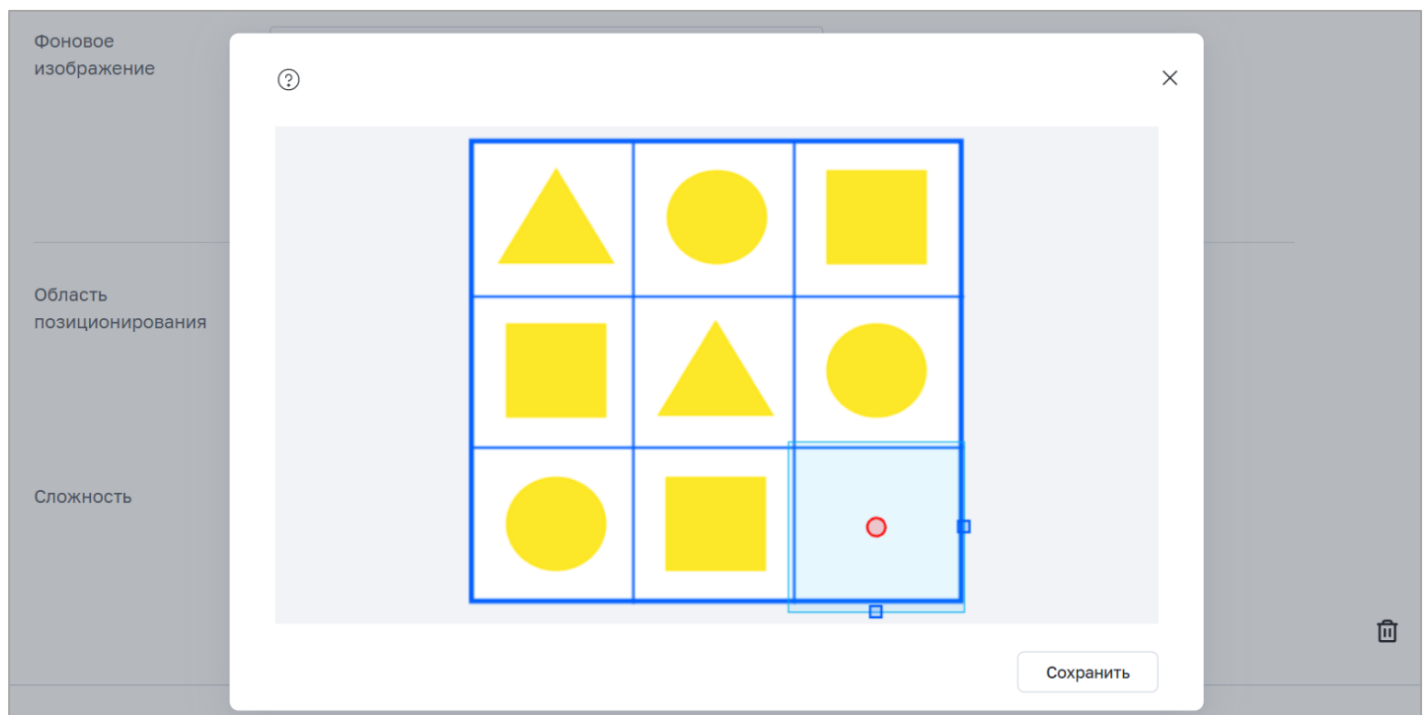 Фоновое
изображение
Область
позиционирования
Сложность
Сохранить